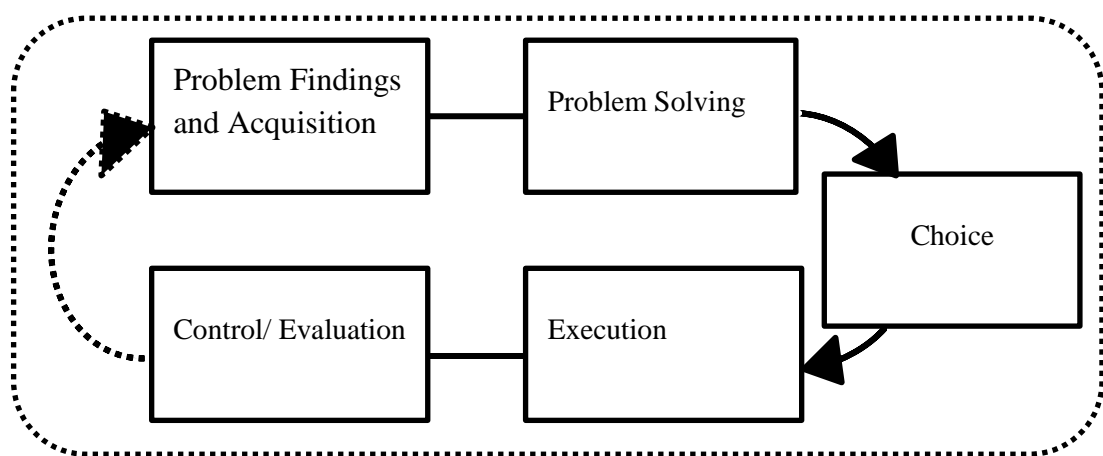 Problem Findings
and Acquisition
Problem Solving
Choice
Control/ Evaluation
Execution